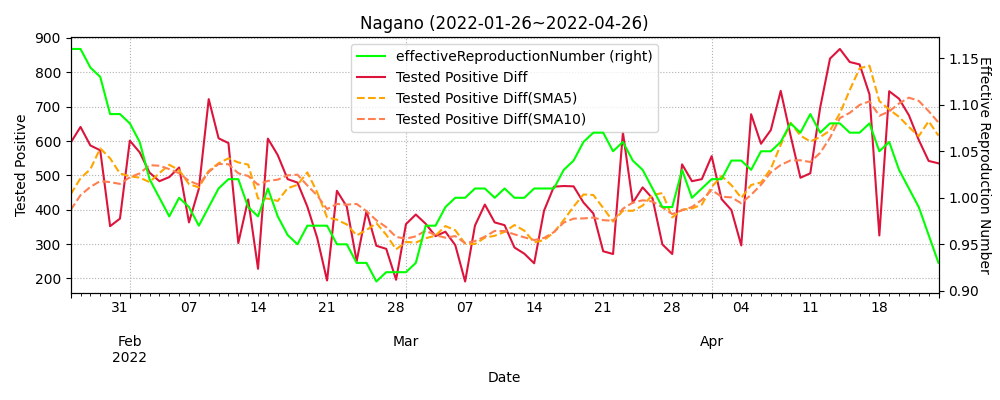 Nagano (2022-01-26~2022-04-26)
effectiveReproductionNumber (right)
Tested Positive Diff
Tested Positive Diff(SMA5)
Tested Positive Diff(SMA10)
Tested Positive
900
800
700
600
500
400
300
200
Effective Reproduction Number
1.15
1.10
1.05
1.00
0.95
0.90
31 07 14 21 28 07 14 21 28 04 11 18
Feb Mar Apr
2022
Date